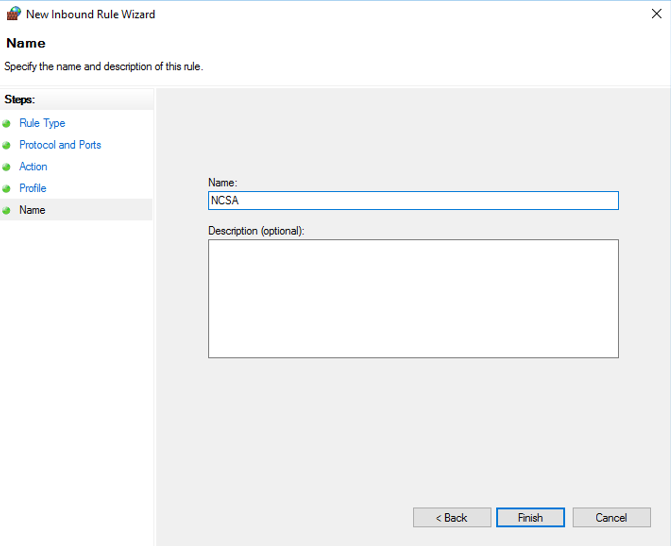 New Inbound Rule Wizard
Name
Specify the name and description of this rule.
Steps:
Rule Type
Protocol and Ports
Action
Profile
Name
Name:
NCSA
Description (optional):
< Back
Finish
Cancel